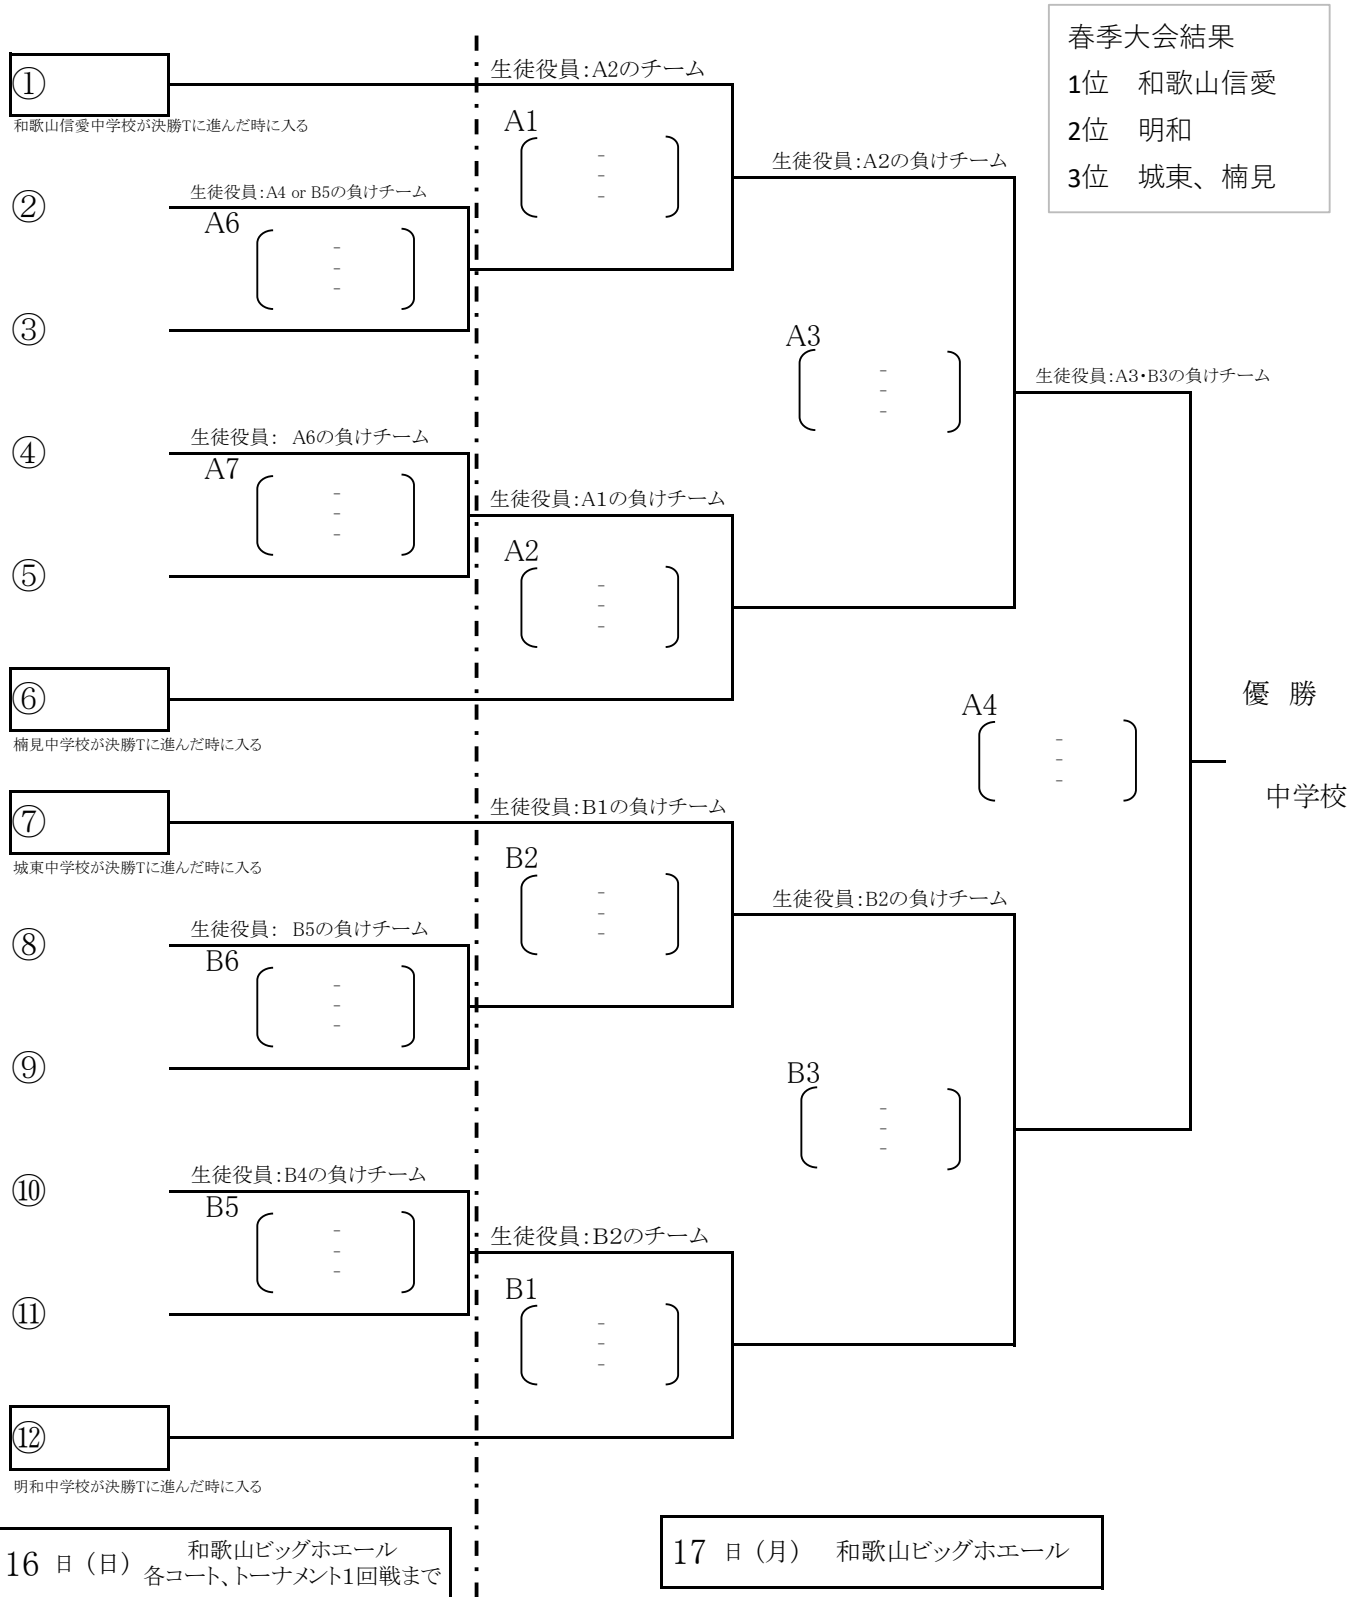 春季大会結果
1位 和歌山信愛
2位 明和
3位 城東、楠見
①
和歌山信愛中学校が決勝Tに進んだ時に入る
生徒役員:A2のチーム
A1
-
-
-
生徒役員:A2の負けチーム
②
生徒役員:A4 or B5の負けチーム
A6
-
-
-
③
A3
-
-
-
生徒役員:A3・B3の負けチーム
④
生徒役員: A6の負けチーム
A7
-
-
-
⑤
生徒役員:A1の負けチーム
A2
-
-
-
⑥
楠見中学校が決勝Tに進んだ時に入る
A4
-
-
-
優 勝
中学校
⑦
城東中学校が決勝Tに進んだ時に入る
生徒役員:B1の負けチーム
B2
-
-
-
生徒役員:B2の負けチーム
⑧
生徒役員: B5の負けチーム
B6
-
-
-
⑨
B3
-
-
-
⑩
生徒役員:B4の負けチーム
B5
-
-
-
⑪
生徒役員:B2のチーム
B1
-
-
-
⑫
明和中学校が決勝Tに進んだ時に入る
16 日(日) 和歌山ビッグホエール
各コート、トーナメント1回戦まで
17 日(月) 和歌山ビッグホエール